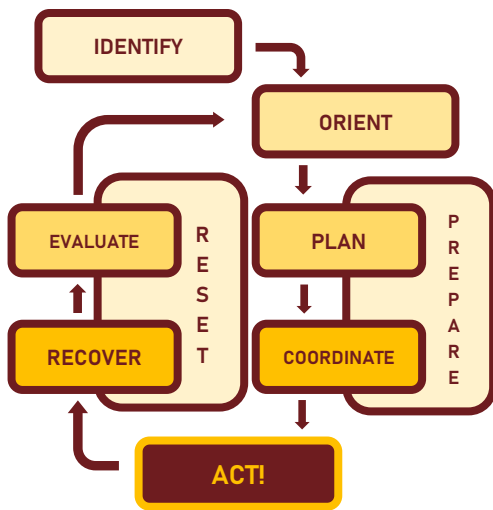 IDENTIFY
ORIENT
EVALUATE
RESET
PLAN
PREPARE
RECOVER
COORDINATE
ACT!